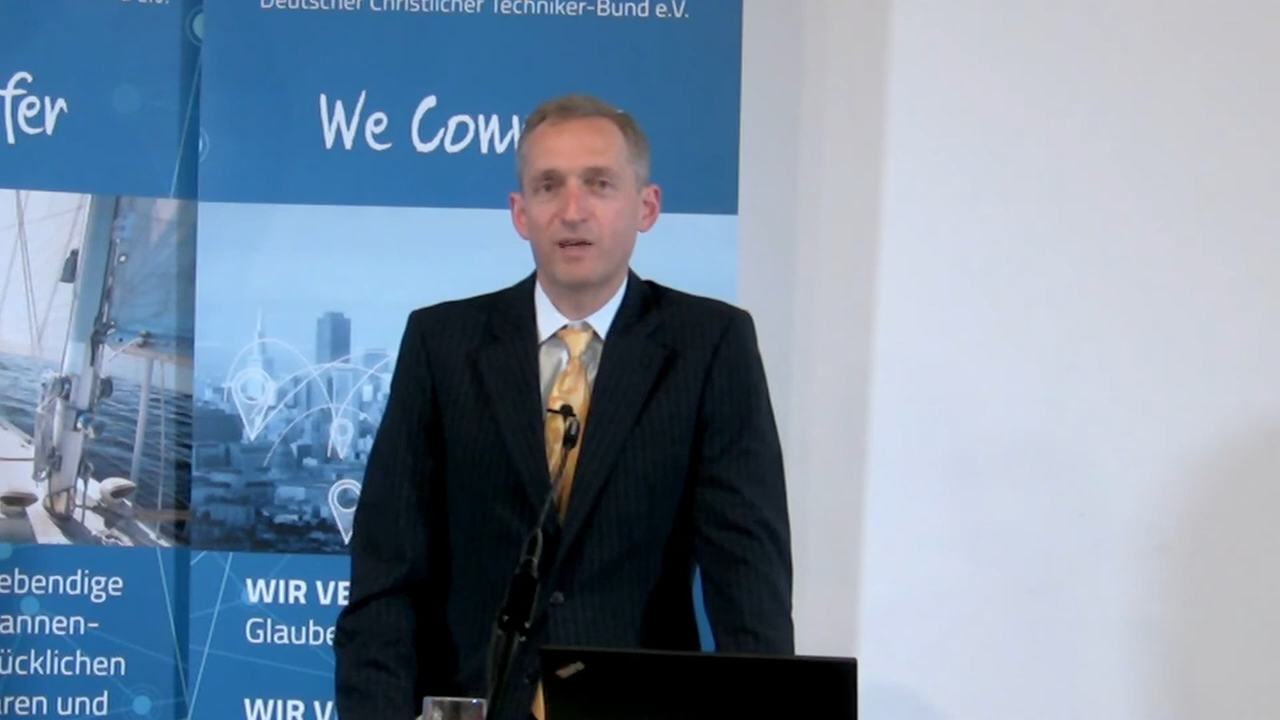 Deutscher Christlicher Techniker-Bund e.V.
fer
We Conn
ebendige
annen-
ücklichen
aren und
WIR VE
Glaube
WIR V